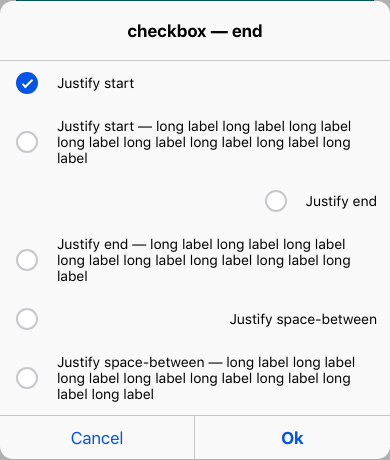 checkbox — end
Justify start
Justify start — long label long label long label
long label long label long label long label long
label
Justify end
Justify end — long label long label long label
long label long label long label long label long
label
Justify space-between
Justify space-between — long label long label
long label long label long label long label long
label long label
Cancel
Ok